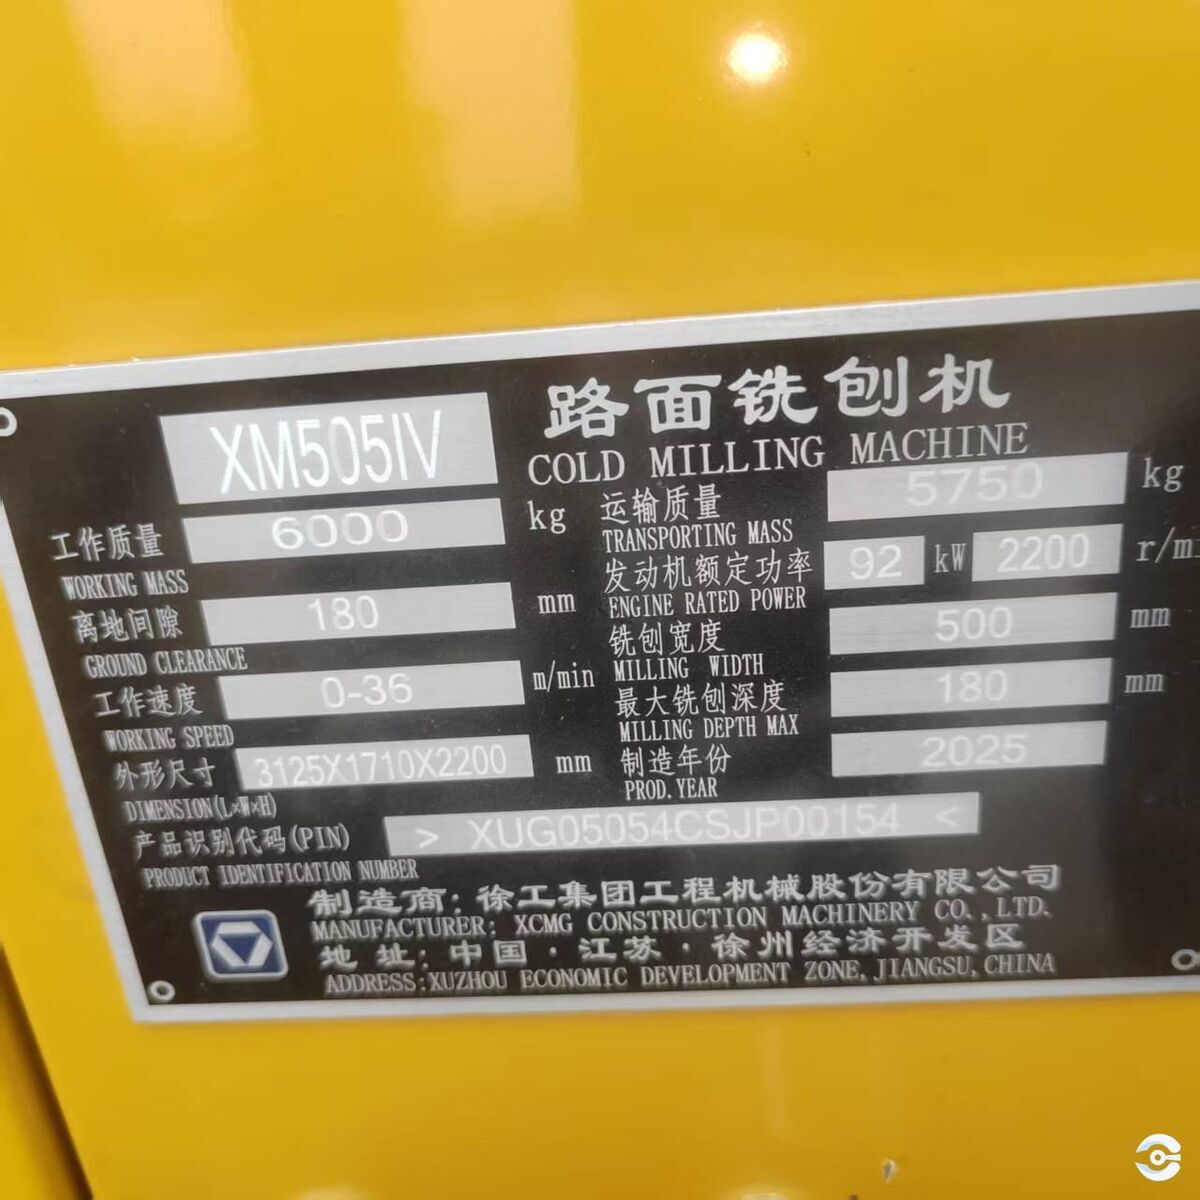 XM505IV
路面铣刨机
COLD MILLING MACHINE
工作质量 6000 kg
WORKING MASS
运输质量 5750 kg
TRANSPORTING MASS
离地间隙 180 mm
GROUND CLEARANCE
发动机额定功率 92 kW 2200 r/m
ENGINE RATED POWER
工作速度 0-36 m/min
WORKING SPEED
铣刨宽度 500 mm
MILLING WIDTH
外形尺寸 3125X1710X2200 mm
DIMENSION(L×W×H)
最大铣刨深度 180 mm
MILLING DEPTH MAX
制造年份 2025
PROD. YEAR
产品识别代码(PIN) > XUG05054CSJP00154 <
PRODUCT IDENTIFICATION NUMBER
制造商:徐工集团工程机械股份有限公司
MANUFACTURER: XCMG CONSTRUCTION MACHINERY CO.,LTD.
地 址:中国·江苏·徐州经济开发区
ADDRESS:XUZHOU ECONOMIC DEVELOPMENT ZONE,JIANGSU,CHINA